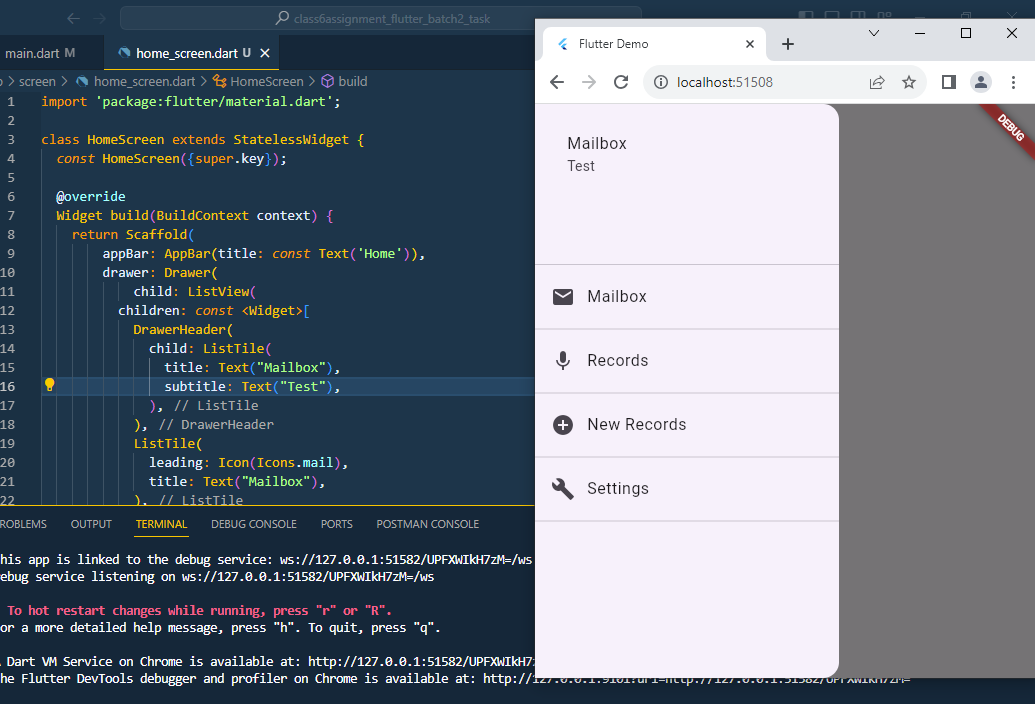 class6assignment_flutter_batch2_task
main.dart M
home_screen.dart U
screen > home_screen.dart > HomeScreen > build
1 import 'package:flutter/material.dart';
2
3 class HomeScreen extends StatelessWidget {
4 const HomeScreen({super.key});
5
6 @override
7 Widget build(BuildContext context) {
8 return Scaffold(
9 appBar: AppBar(title: const Text('Home')),
10 drawer: Drawer(
11 child: ListView(
12 children: const <Widget>[
13 DrawerHeader(
14 child: ListTile(
15 title: Text("Mailbox"),
16 subtitle: Text("Test"),
17 ), // ListTile
18 ), // DrawerHeader
19 ListTile(
20 leading: Icon(Icons.mail),
21 title: Text("Mailbox"),
22 ), // ListTile
ROBLEMS OUTPUT TERMINAL DEBUG CONSOLE PORTS POSTMAN CONSOLE
his app is linked to the debug service: ws://127.0.0.1:51582/UPFXWIkH7zM=/ws
ebug service listening on ws://127.0.0.1:51582/UPFXWIkH7zM=/ws
To hot restart changes while running, press "r" or "R".
or a more detailed help message, press "h". To quit, press "q".
Dart VM Service on Chrome is available at: http://127.0.0.1:51582/UPFXWIkH7z
he Flutter DevTools debugger and profiler on Chrome is available at: http://127.0.0.1:9101?uri=http://127.0.0.1:51582/UPFXWIkH7zM=
Flutter Demo
localhost:51508
DEBUG
Mailbox
Test
Mailbox
Records
New Records
Settings